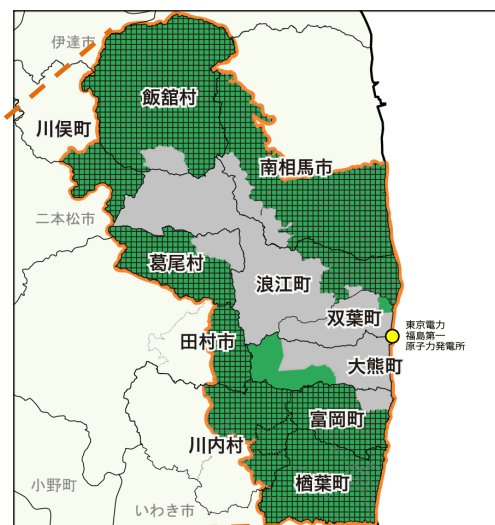 伊達市
飯舘村
川俣町
南相馬市
二本松市
葛尾村
浪江町
双葉町
東京電力
福島第一
原子力発電所
田村市
大熊町
富岡町
川内村
楢葉町
小野町
いわき市